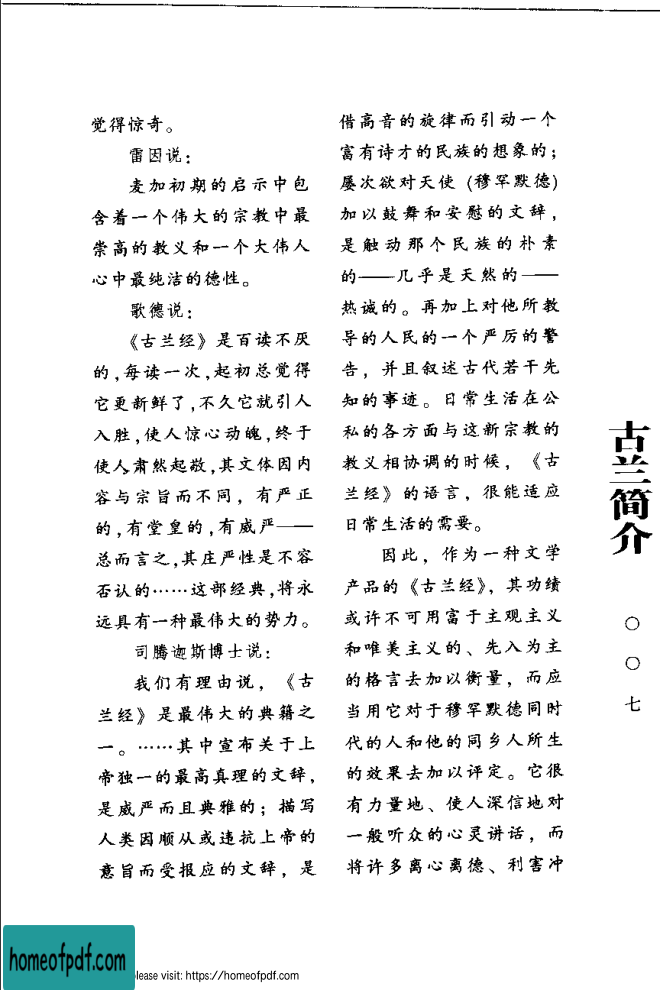 觉得惊奇。
雷因说：
麦加初期的启示中包
含着一个伟大的宗教中最
崇高的教义和一个大伟人
心中最纯洁的德性。
歌德说：
《古兰经》是百读不厌
的，每读一次，起初总觉得
它更新鲜了，不久它就引人
入胜，使人惊心动魄，终于
使人肃然起敬，其文体因内
容与宗旨而不同，有严正
的，有堂皇的，有威严——
总而言之，其庄严性是不容
否认的……这部经典，将永
远具有一种最伟大的势力。
司腾迦斯博士说：
我们有理由说，《古
兰经》是最伟大的典籍之
一。……其中宣布关于上
帝独一的最高真理的文辞，
是威严而且典雅的；描写
人类因顺从或违抗上帝的
意旨而受报应的文辞，是
借高音的旋律而引动一个
富有诗才的民族的想象的；
屡次欲对天使（穆罕默德）
加以鼓舞和安慰的文辞，
是触动那个民族的朴素
的——几乎是天然的——
热诚的。再加上对他所教
导的人民的一个严厉的警
告，并且叙述古代若干先
知的事迹。日常生活在公
私的各方面与这新宗教的
教义相协调的时候，《古
兰经》的语言，很能适应
日常生活的需要。
因此，作为一种文学
产品的《古兰经》，其功绩
或许不可用富于主观主义
和唯美主义的、先入为主
的格言去加以衡量，而应
当用它对于穆罕默德同时
代的人和他的同乡人所生
的效果去加以评定。它很
有力量地、使人深信地对
一般听众的心灵讲话，而
将许多离心离德、利害冲
古兰简介
〇〇七
homeofpdf.com
lease visit: https://homeofpdf.com